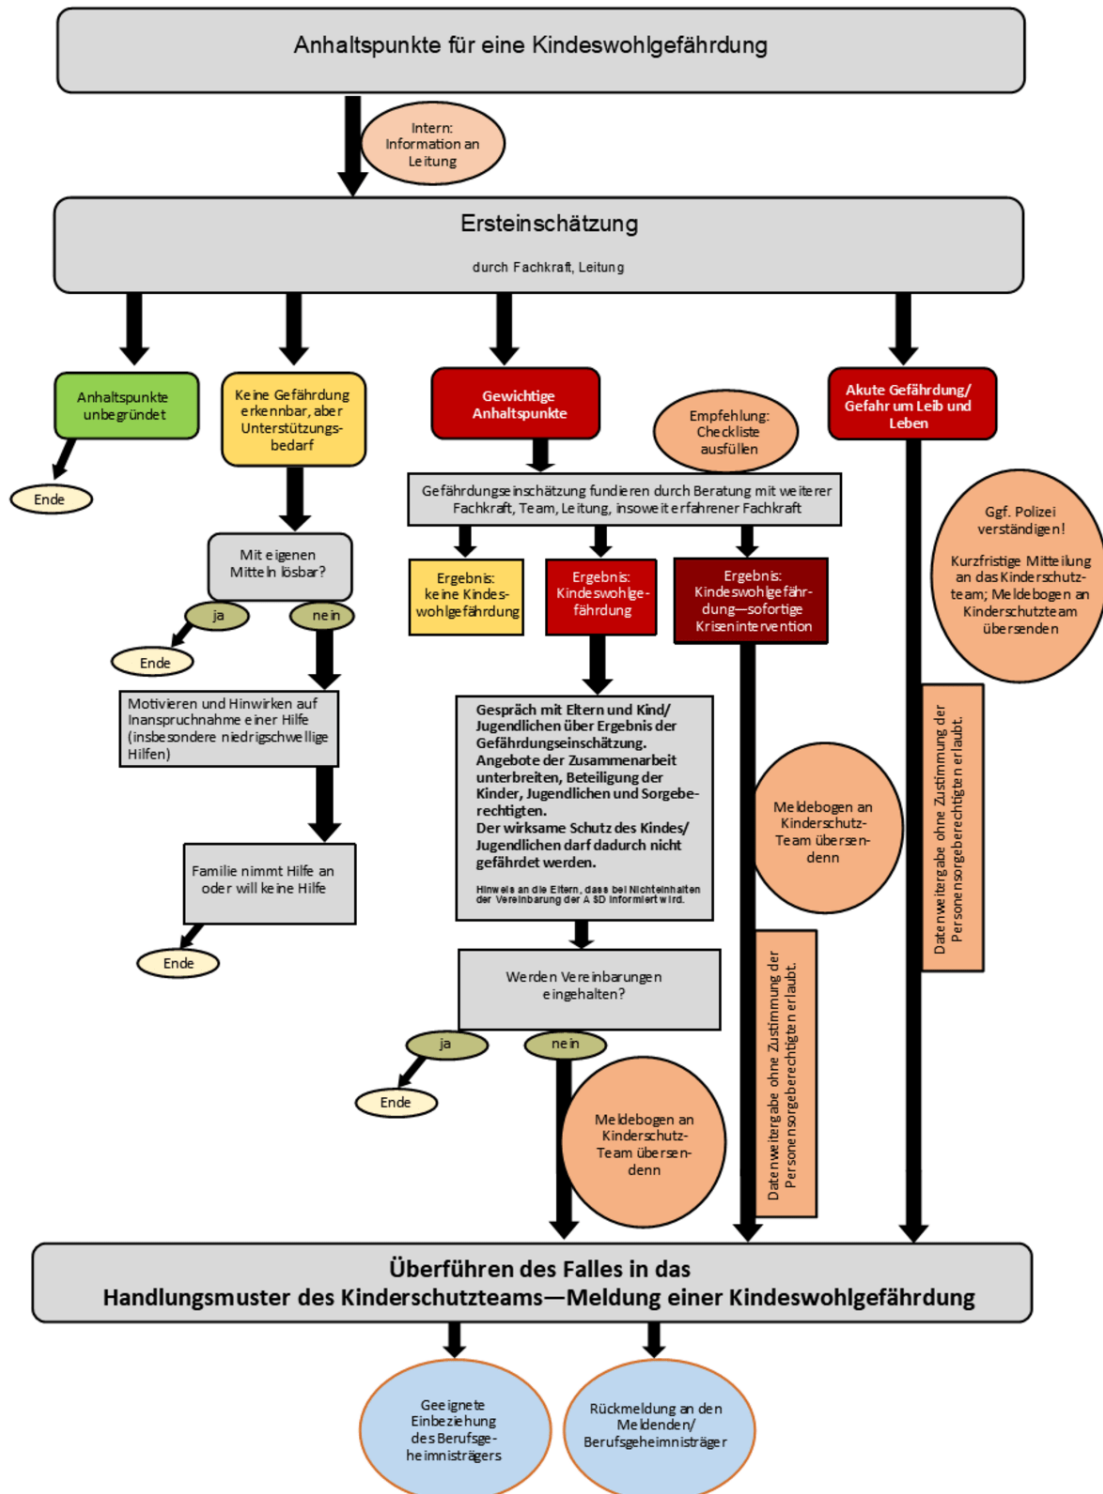 Anhaltspunkte für eine Kindeswohlgefährdung
Intern:
Information an
Leitung
Ersteinschätzung
durch Fachkraft, Leitung
Anhaltspunkte
unbegründet
Ende
Keine Gefährdung
erkennbar, aber
Unterstützungs-
bedarf
Mit eigenen
Mitteln lösbar?
ja
nein
Ende
Motivieren und Hinwirken auf
Inanspruchnahme einer Hilfe
(insbesondere niedrigschwellige
Hilfen)
Familie nimmt Hilfe an
oder will keine Hilfe
Ende
Gewichtige
Anhaltspunkte
Empfehlung:
Checkliste
ausfüllen
Gefährdungseinschätzung fundieren durch Beratung mit weiterer
Fachkraft, Team, Leitung, insoweit erfahrener Fachkraft
Ergebnis:
keine Kindes-
wohlgefährdung
Ergebnis:
Kindeswohlge-
fährdung
Ergebnis:
Kindeswohlgefähr-
dung—sofortige
Krisenintervention
Gespräch mit Eltern und Kind/
Jugendlichen über Ergebnis der
Gefährdungseinschätzung.
Angebote der Zusammenarbeit
unterbreiten, Beteiligung der
Kinder, Jugendlichen und Sorgebe-
rechtigten.
Der wirksame Schutz des Kindes/
Jugendlichen darf dadurch nicht
gefährdet werden.
Hinweis an die Eltern, dass bei Nichteinhalten
der Vereinbarung der ASD informiert wird.
Werden Vereinbarungen
eingehalten?
ja
nein
Ende
Meldebogen an
Kinderschutz-
Team übersen-
denn
Meldebogen an
Kinderschutz-
Team übersen-
denn
Datenweitergabe ohne Zustimmung der
Personensorgeberechtigten erlaubt.
Akute Gefährdung/
Gefahr um Leib und
Leben
Ggf. Polizei
verständigen!
Kurzfristige Mitteilung
an das Kinderschutz-
team; Meldebogen an
Kinderschutzteam
übersenden
Datenweitergabe ohne Zustimmung der
Personensorgeberechtigten erlaubt.
Überführen des Falles in das
Handlungsmuster des Kinderschutzteams—Meldung einer Kindeswohlgefährdung
Geeignete
Einbeziehung
des Berufsge-
heimnisträgers
Rückmeldung an den
Meldenden/
Berufsgeheimnisträger